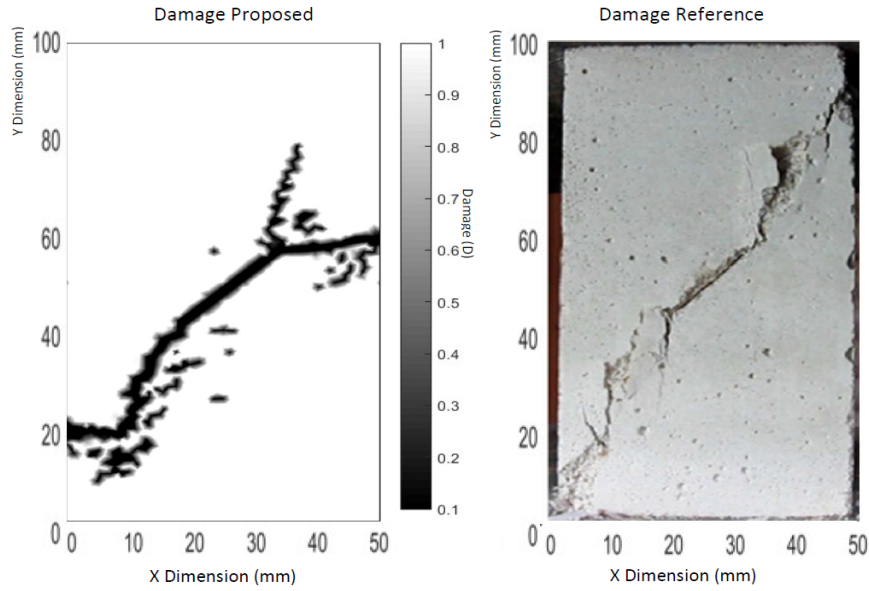 Damage Proposed
Damage Reference
Y Dimension (mm)
100
80
60
40
20
0
0 10 20 30 40 50
X Dimension (mm)
1
0.9
0.8
0.7
0.6
0.5
0.4
0.3
0.2
0.1
Damage (D)
Y Dimension (mm)
100
80
60
40
20
0
0 10 20 30 40 50
X Dimension (mm)